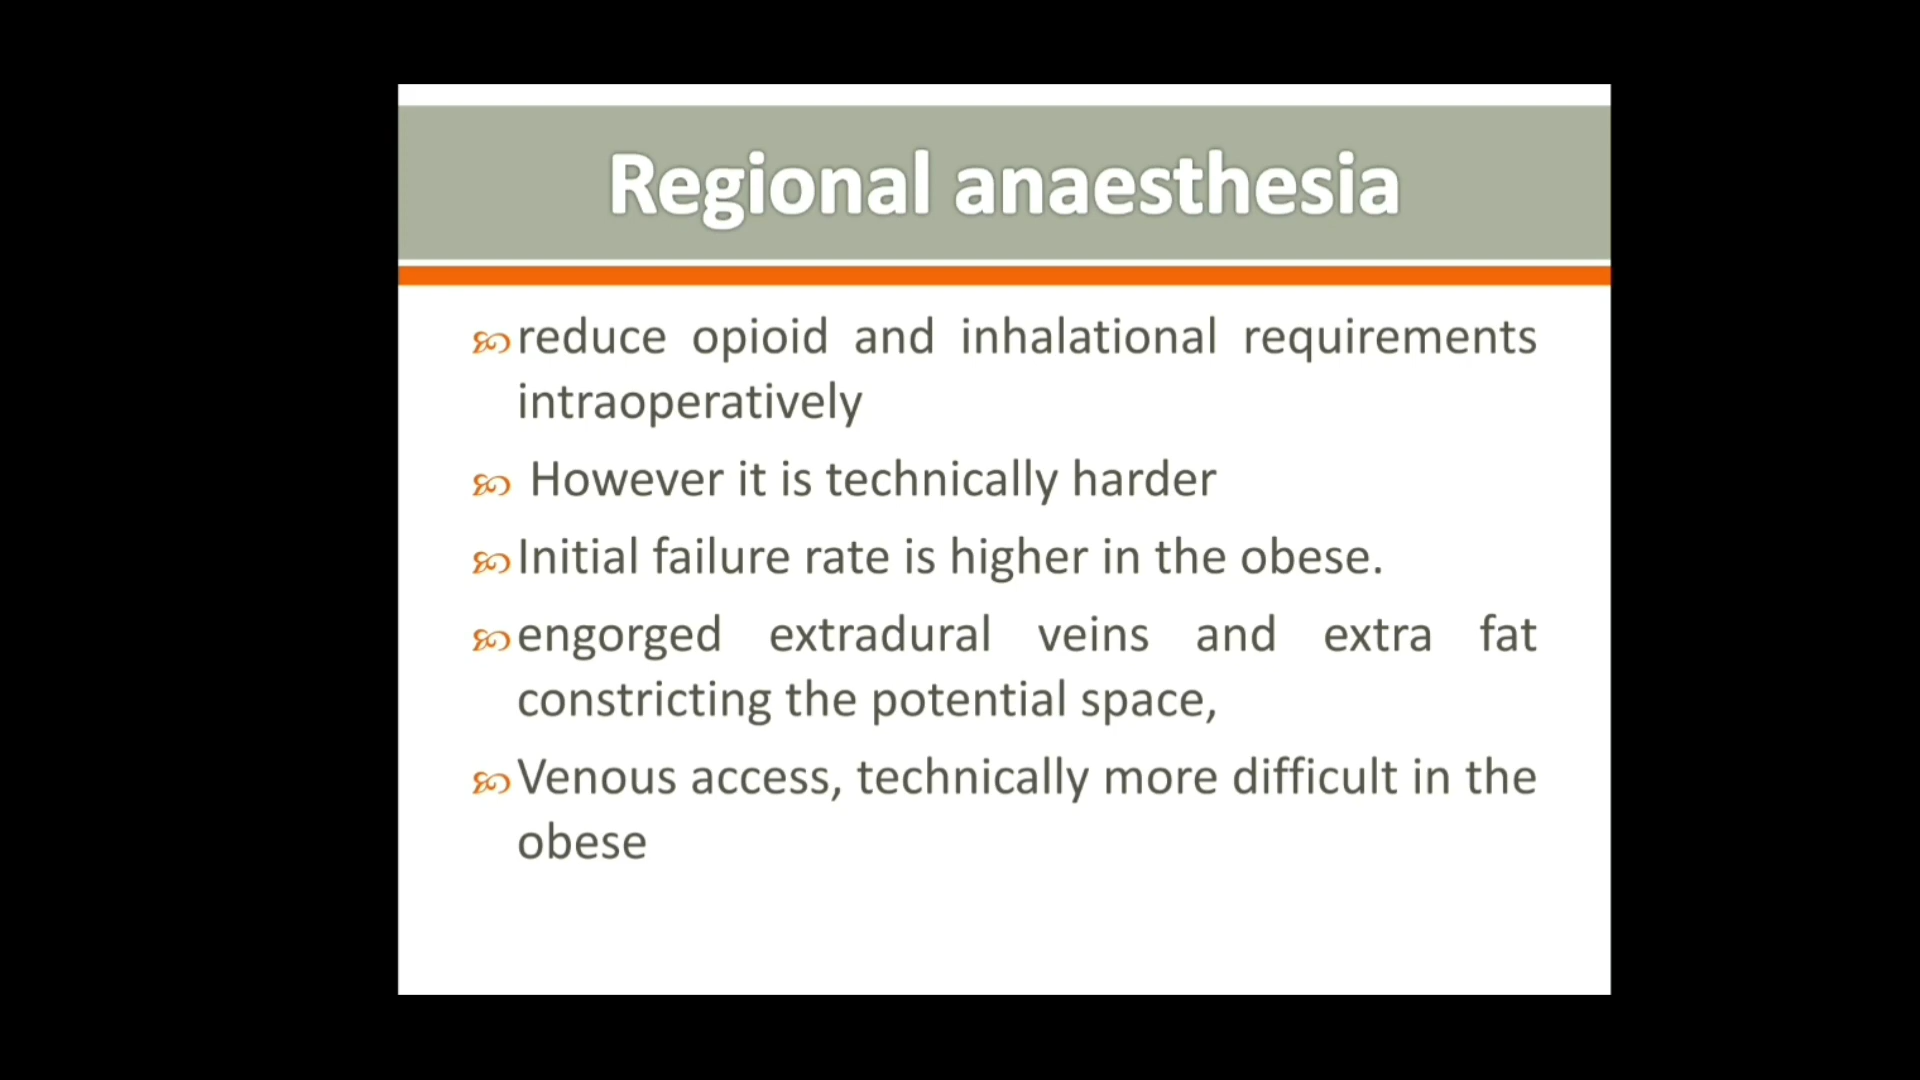 Regional anaesthesia
reduce opioid and inhalational requirements
intraoperatively
However it is technically harder
Initial failure rate is higher in the obese.
engorged extradural veins and extra fat
constricting the potential space,
Venous access, technically more difficult in the
obese